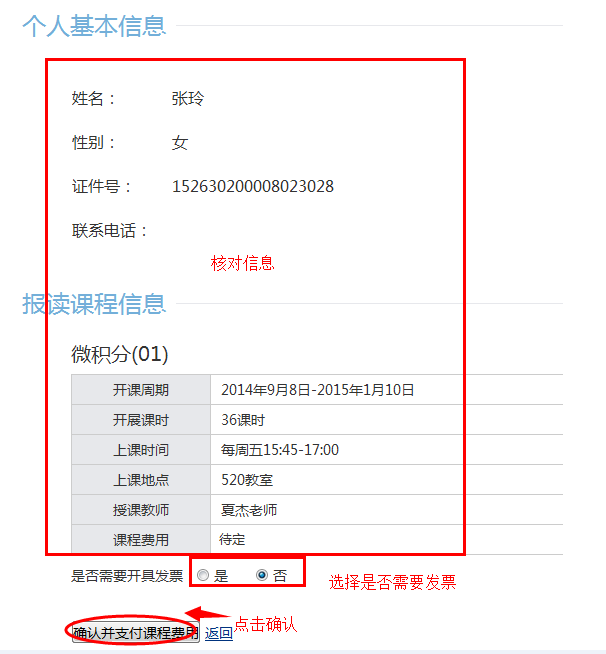 个人基本信息
姓名： 张玲
性别： 女
证件号： 152630200008023028
联系电话：
核对信息
报读课程信息
微积分(01)
开课周期 2014年9月8日-2015年1月10日
开展课时 36课时
上课时间 每周五15:45-17:00
上课地点 520教室
授课教师 夏杰老师
课程费用 待定
是否需要开具发票 是 否 选择是否需要发票
确认并支付课程费用 返回 点击确认